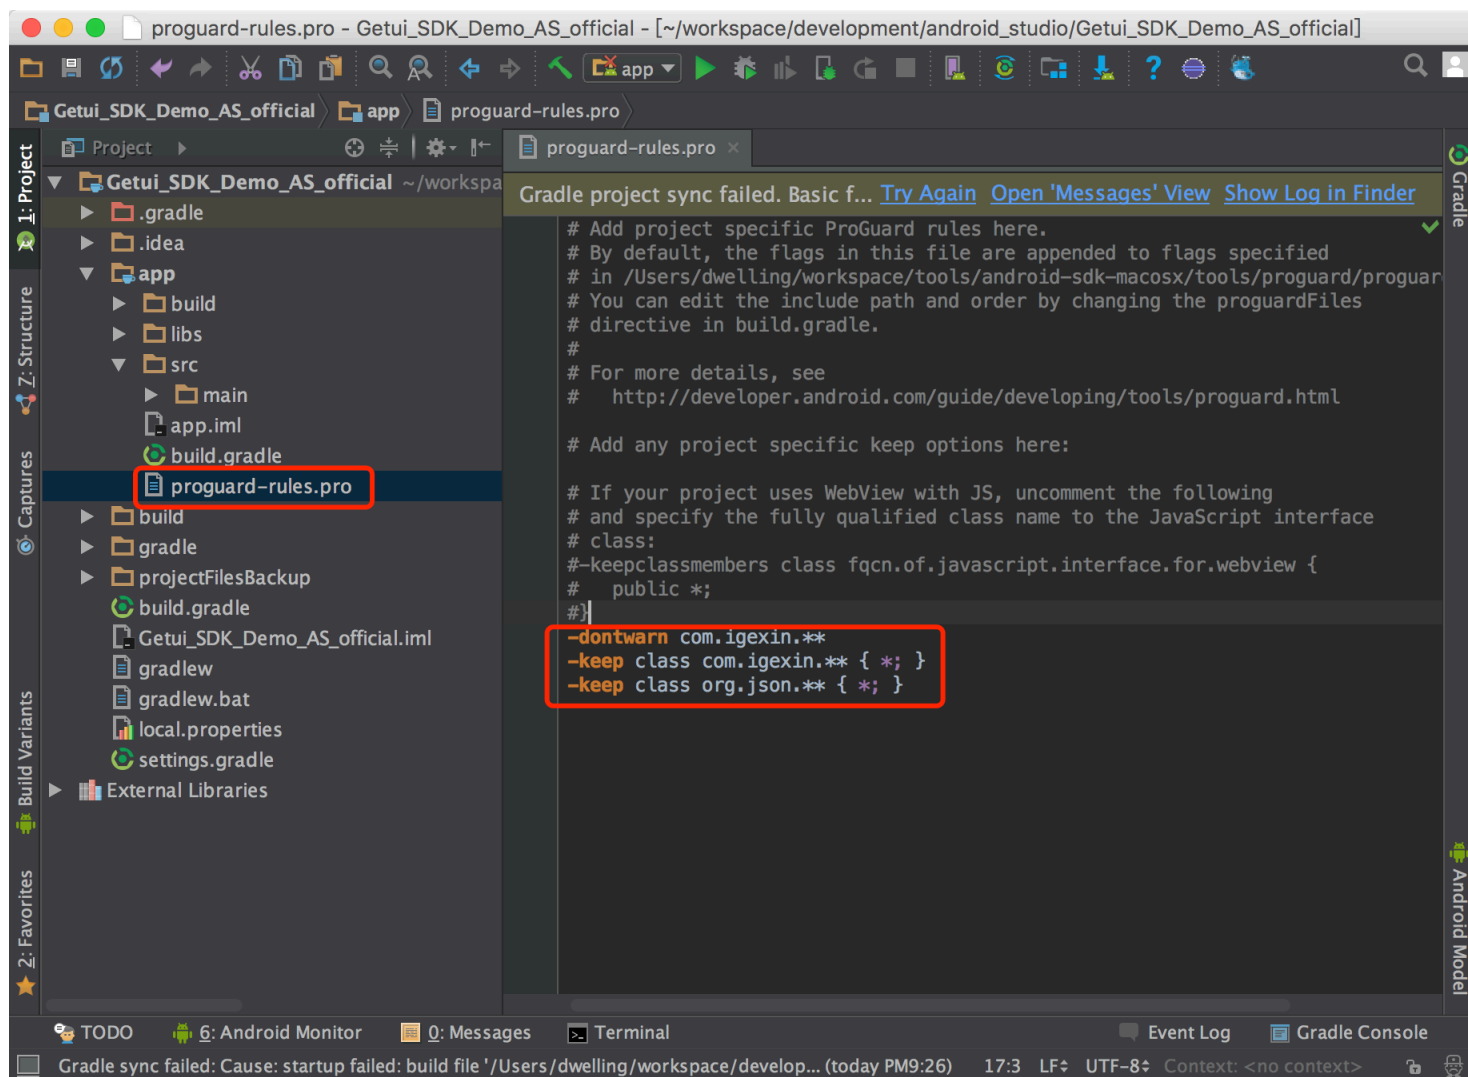 proguard-rules.pro - Getui_SDK_Demo_AS_official - [~/workspace/development/android_studio/Getui_SDK_Demo_AS_official]
app
Getui_SDK_Demo_AS_official app proguard-rules.pro
1: Project
Z: Structure
Captures
Build Variants
2: Favorites
Project
Getui_SDK_Demo_AS_official ~/workspa
.gradle
.idea
app
build
libs
src
main
app.iml
build.gradle
proguard-rules.pro
build
gradle
projectFilesBackup
build.gradle
Getui_SDK_Demo_AS_official.iml
gradlew
gradlew.bat
local.properties
settings.gradle
External Libraries
proguard-rules.pro
Gradle project sync failed. Basic f... Try Again Open 'Messages' View Show Log in Finder
# Add project specific ProGuard rules here.
# By default, the flags in this file are appended to flags specified
# in /Users/dwelling/workspace/tools/android-sdk-macosx/tools/proguard/proguar
# You can edit the include path and order by changing the proguardFiles
# directive in build.gradle.
#
# For more details, see
#   http://developer.android.com/guide/developing/tools/proguard.html
# Add any project specific keep options here:
# If your project uses WebView with JS, uncomment the following
# and specify the fully qualified class name to the JavaScript interface
# class:
#-keepclassmembers class fqcn.of.javascript.interface.for.webview {
#   public *;
#}
-dontwarn com.igexin.**
-keep class com.igexin.** { *; }
-keep class org.json.** { *; }
Gradle
Android Model
TODO 6: Android Monitor 0: Messages Terminal Event Log Gradle Console
Gradle sync failed: Cause: startup failed: build file '/Users/dwelling/workspace/develop... (today PM9:26) 17:3 LF UTF-8 Context: <no context>